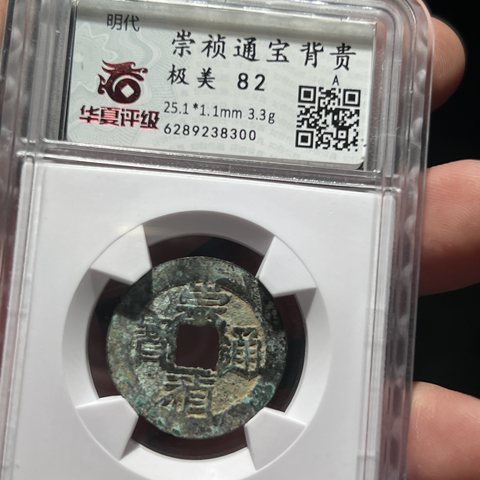 明代
崇祯通宝背贵
极美 82
A
25.1*1.1mm 3.3g
6289238300
华夏评级
崇
禎
通
寶